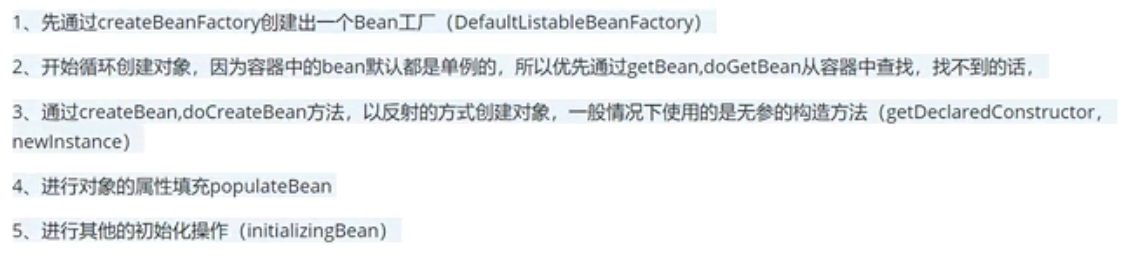 1、先通过createBeanFactory创建出一个Bean工厂（DefaultListableBeanFactory）
2、开始循环创建对象，因为容器中的bean默认都是单例的，所以优先通过getBean,doGetBean从容器中查找，找不到的话，
3、通过createBean,doCreateBean方法，以反射的方式创建对象，一般情况下使用的是无参的构造方法（getDeclaredConstructor，
newInstance）
4、进行对象的属性填充populateBean
5、进行其他的初始化操作（initializingBean）